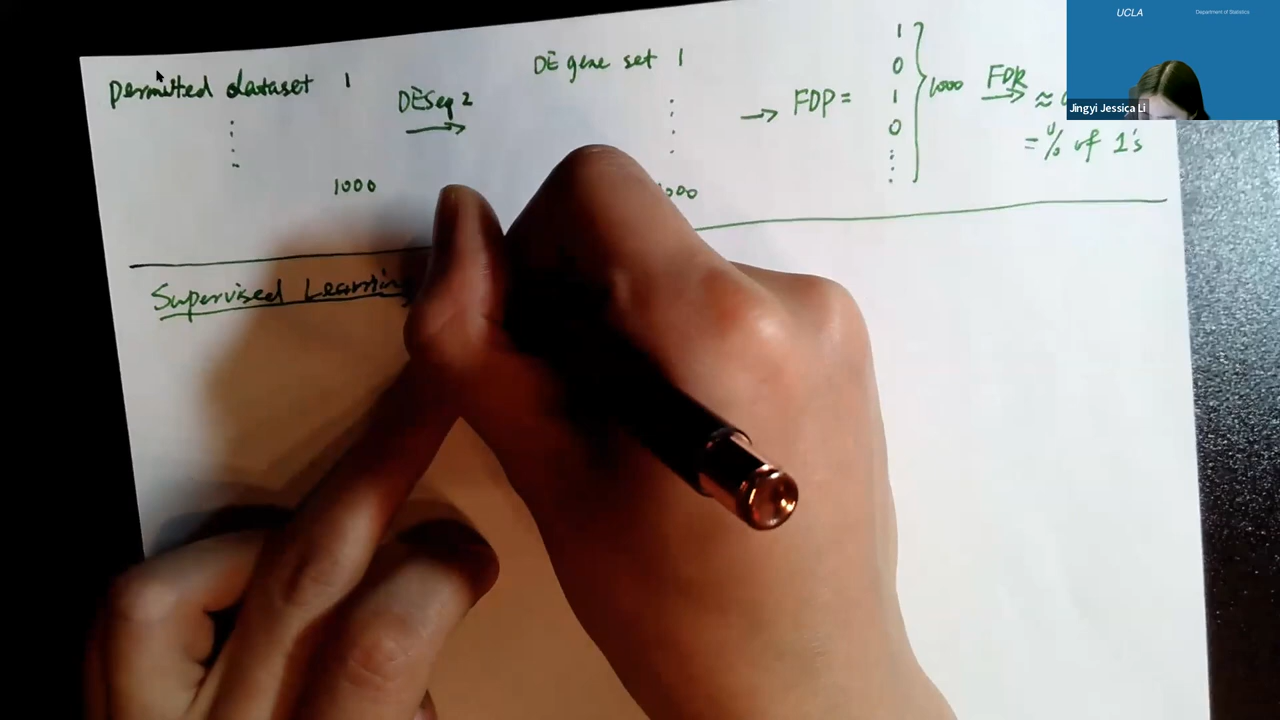 UCLA
Department of Statistics
Jingyi Jessica Li
Permitted dataset 1
DESeq2
DE gene set 1
FDP =
1
0
1
0
1000
FDR
≈
= % of 1's
1000
Supervised Learning